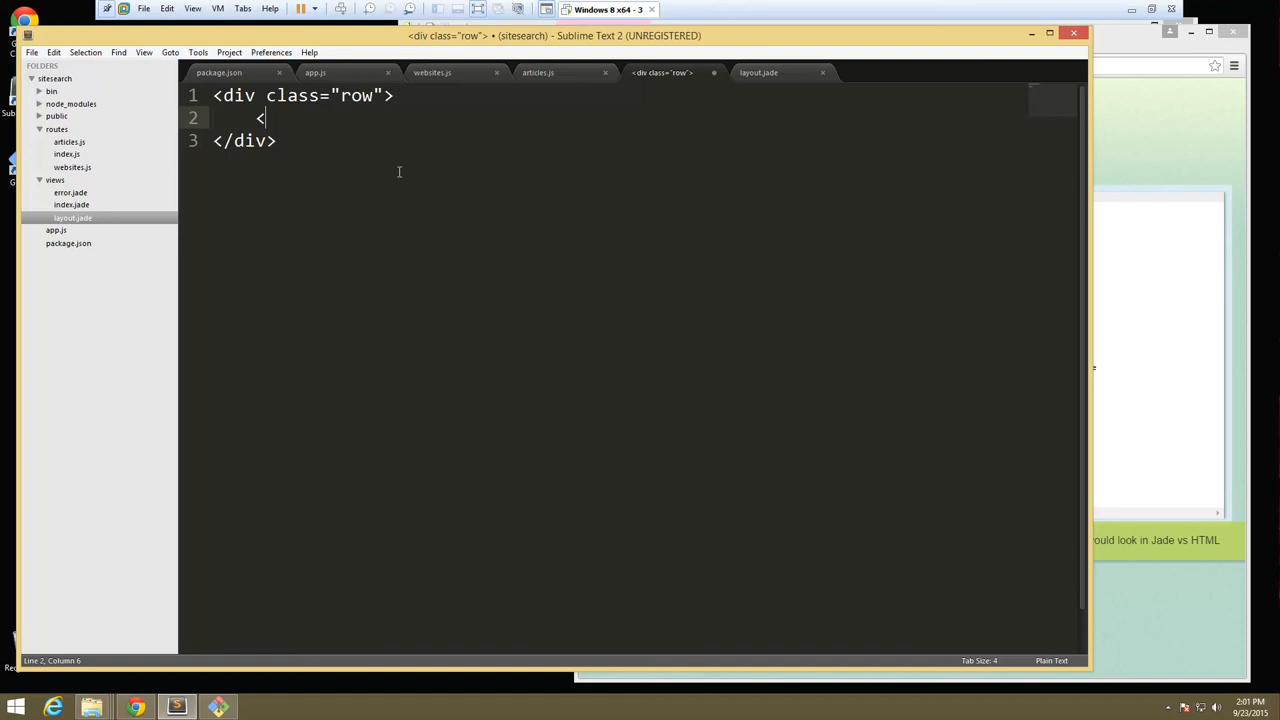 File Edit View VM Tabs Help
Windows 8 x64 - 3
<div class="row"> • (sitesearch) - Sublime Text 2 (UNREGISTERED)
File Edit Selection Find View Goto Tools Project Preferences Help
FOLDERS
sitesearch
bin
node_modules
public
routes
articles.js
index.js
websites.js
views
error.jade
index.jade
layout.jade
app.js
package.json
package.json app.js websites.js articles.js <div class="row"> layout.jade
1 <div class="row">
2 <
3 </div>
ould look in Jade vs HTML
Line 2, Column 6
Tab Size: 4
Plain Text
2:01 PM
9/23/2015